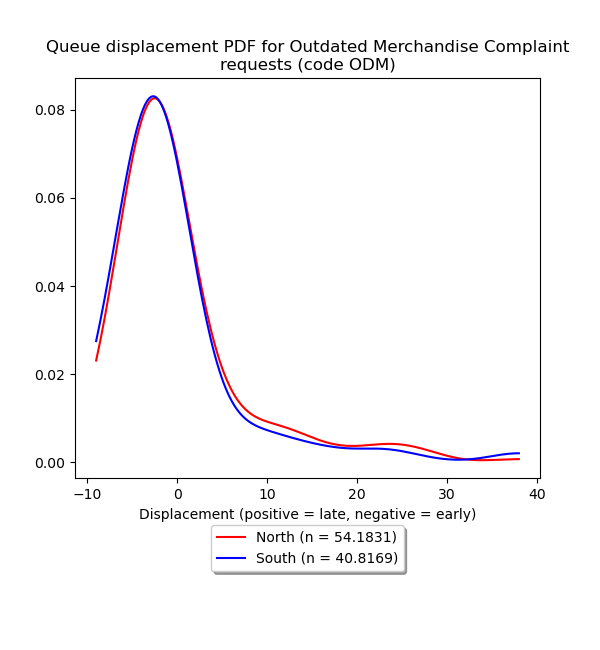 Queue displacement PDF for Outdated Merchandise Complaint
requests (code ODM)
0.08
0.06
0.04
0.02
0.00
−10 0 10 20 30 40
Displacement (positive = late, negative = early)
North (n = 54.1831)
South (n = 40.8169)